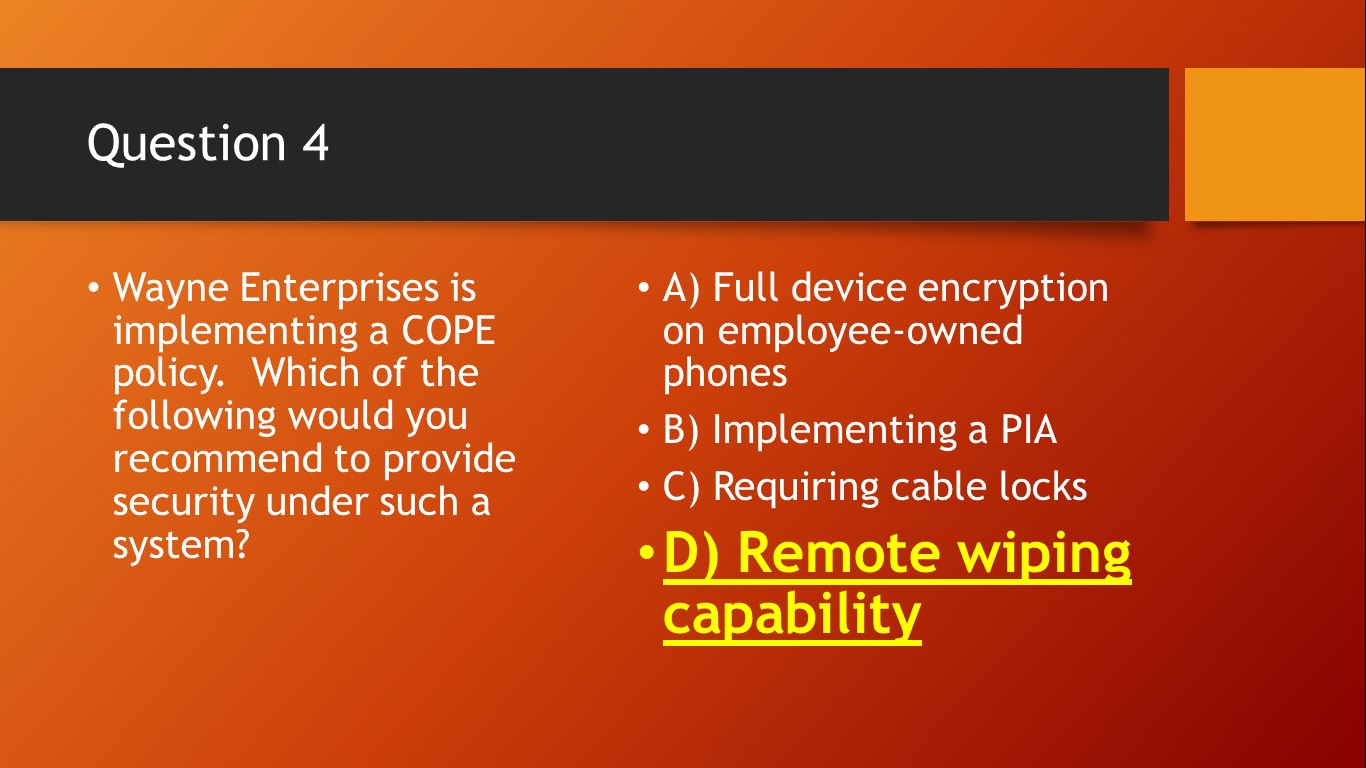 Question 4
• Wayne Enterprises is
implementing a COPE
policy.  Which of the
following would you
recommend to provide
security under such a
system?
• A) Full device encryption
on employee-owned
phones
• B) Implementing a PIA
• C) Requiring cable locks
•D) Remote wiping
capability